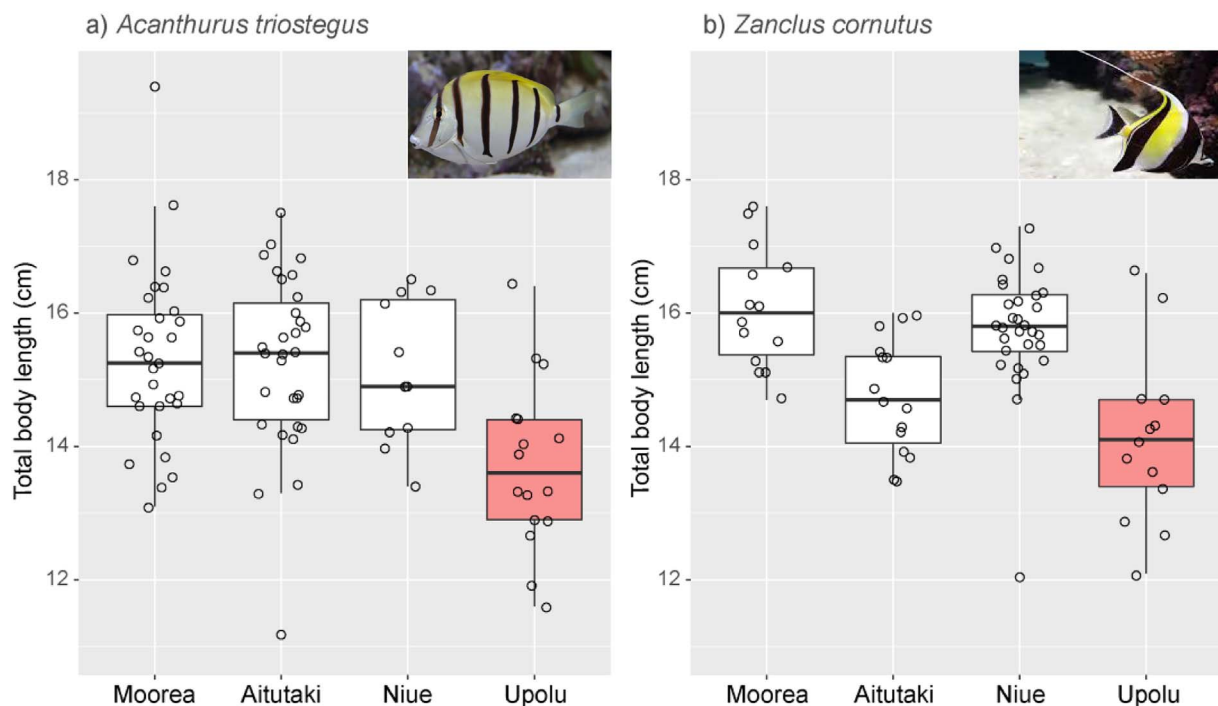 a) Acanthurus triostegus
Total body length (cm)
18
16
14
12
Moorea
Aitutaki
Niue
Upolu
b) Zanclus cornutus
Total body length (cm)
18
16
14
12
Moorea
Aitutaki
Niue
Upolu